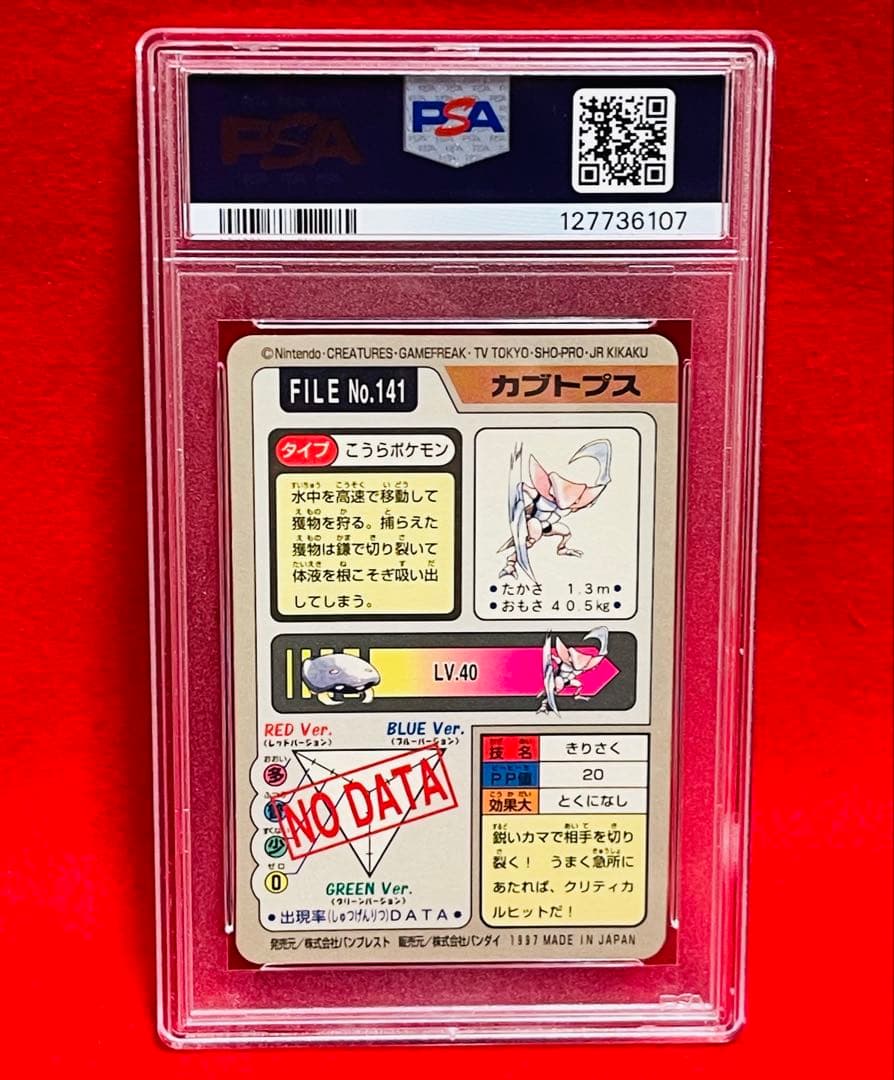 PSA
PSA
127736107
©Nintendo・CREATURES・GAMEFREAK・TV TOKYO・SHO-PRO・JR KIKAKU
FILE No.141
カブトプス
タイプ こうらポケモン
水中を高速で移動して
獲物を狩る。捕らえた
獲物は鎌で切り裂いて
体液を根こそぎ吸い出
してしまう。
●たかさ 1.3m●
●おもさ 40.5kg●
LV.40
RED Ver.
(レッドバージョン)
BLUE Ver.
(ブルーバージョン)
おおい
多
少
ゼロ
0
NO DATA
GREEN Ver.
(グリーンバージョン)
●出現率(しゅつげんりつ)DATA●
技名 きりさく
PP値 20
効果大 とくになし
鋭いカマで相手を切り
裂く! うまく急所に
あたれば、クリティカ
ルヒットだ!
発売元/株式会社バンプレスト 販売元/株式会社バンダイ 1997 MADE IN JAPAN
PSA